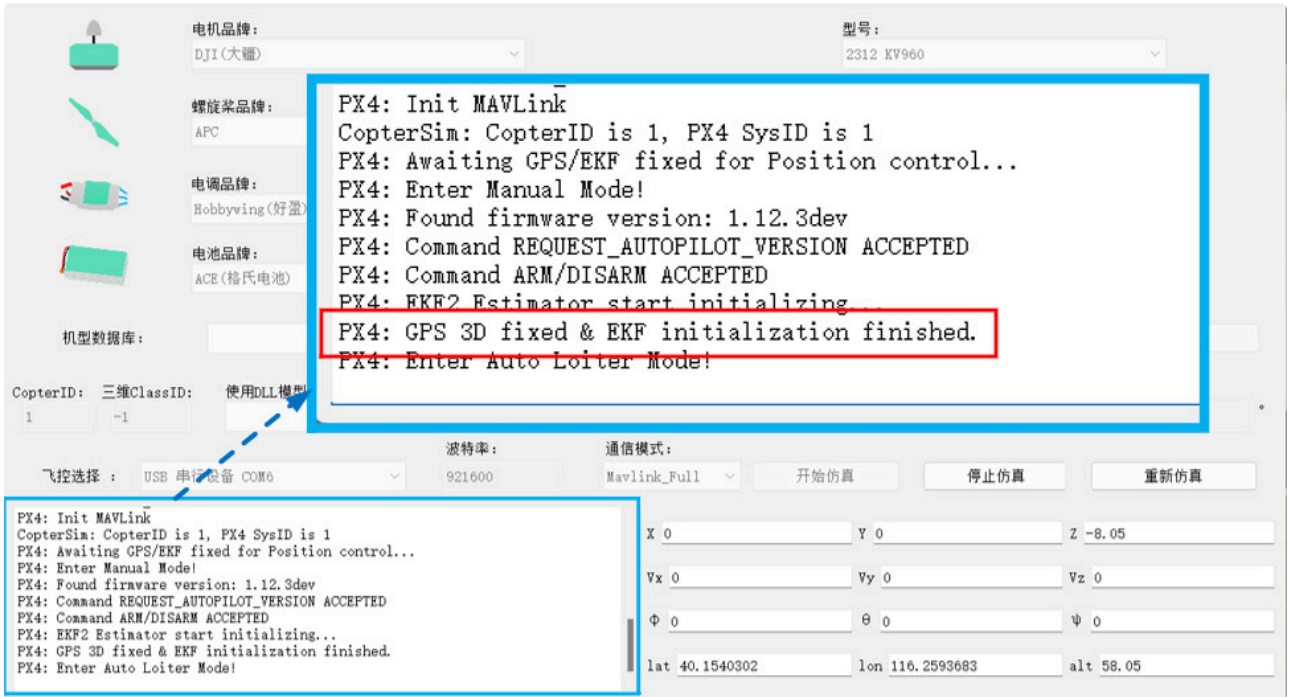 电机品牌：
型号：
DJI(大疆)
2312 KV960
螺旋桨品牌：
APC
电调品牌：
Hobbywing(好盈)
电池品牌：
ACE(格氏电池)
机型数据库：
PX4: Init MAVLink
CopterSim: CopterID is 1, PX4 SysID is 1
PX4: Awaiting GPS/EKF fixed for Position control...
PX4: Enter Manual Mode!
PX4: Found firmware version: 1.12.3dev
PX4: Command REQUEST_AUTOPILOT_VERSION ACCEPTED
PX4: Command ARM/DISARM ACCEPTED
PX4: EKF2 Estimator start initializing...
PX4: GPS 3D fixed & EKF initialization finished.
PX4: Enter Auto Loiter Mode!
CopterID： 三维ClassID： 使用DLL模型
1 -1 °
波特率： 通信模式：
飞控选择 ： USB 串行设备 COM6 921600 Mavlink_Full 开始仿真 停止仿真 重新仿真
PX4: Init MAVLink
CopterSim: CopterID is 1, PX4 SysID is 1
PX4: Awaiting GPS/EKF fixed for Position control...
PX4: Enter Manual Mode!
PX4: Found firmware version: 1.12.3dev
PX4: Command REQUEST_AUTOPILOT_VERSION ACCEPTED
PX4: Command ARM/DISARM ACCEPTED
PX4: EKF2 Estimator start initializing...
PX4: GPS 3D fixed & EKF initialization finished.
PX4: Enter Auto Loiter Mode!
X 0 Y 0 Z -8.05
Vx 0 Vy 0 Vz 0
Φ 0 θ 0 ψ 0
lat 40.1540302 lon 116.2593683 alt 58.05